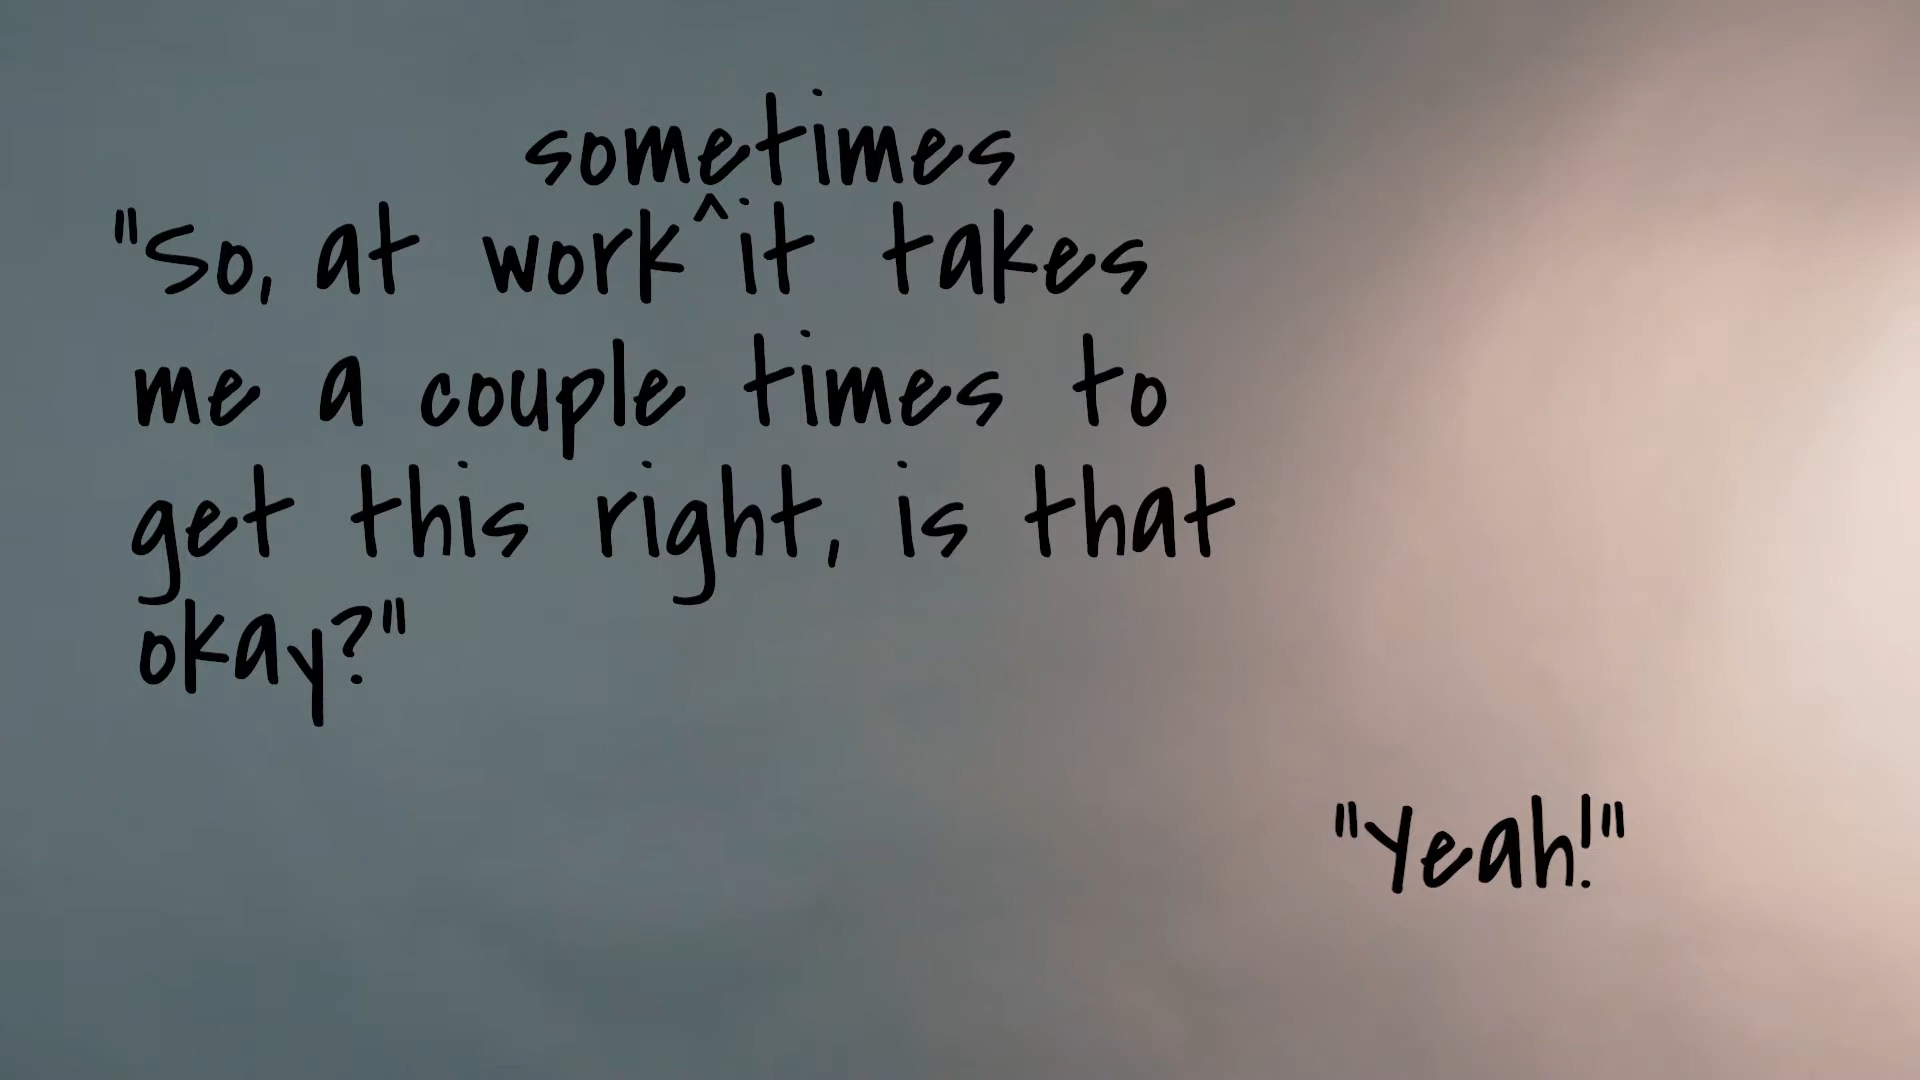 sometimes
"So, at work^it takes
me a couple times to
get this right, is that
okay?"
"Yeah!"